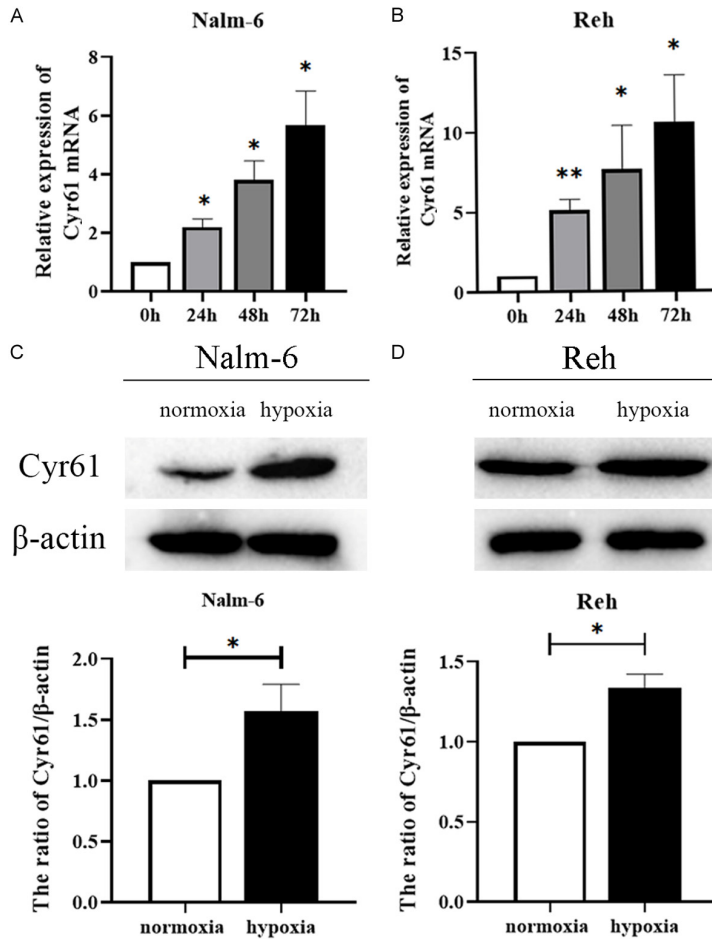 A
Nalm-6
Relative expression of
Cyr61 mRNA
8
6
4
2
0
*
*
*
0h 24h 48h 72h
B
Reh
Relative expression of
Cyr61 mRNA
15
10
5
0
**
*
*
0h 24h 48h 72h
C
Nalm-6
normoxia hypoxia
D
Reh
normoxia hypoxia
Cyr61
β-actin
Nalm-6
The ratio of Cyr61/β-actin
2.0
1.5
1.0
0.5
0.0
*
normoxia hypoxia
Reh
The ratio of Cyr61/β-actin
1.5
1.0
0.5
0.0
*
normoxia hypoxia